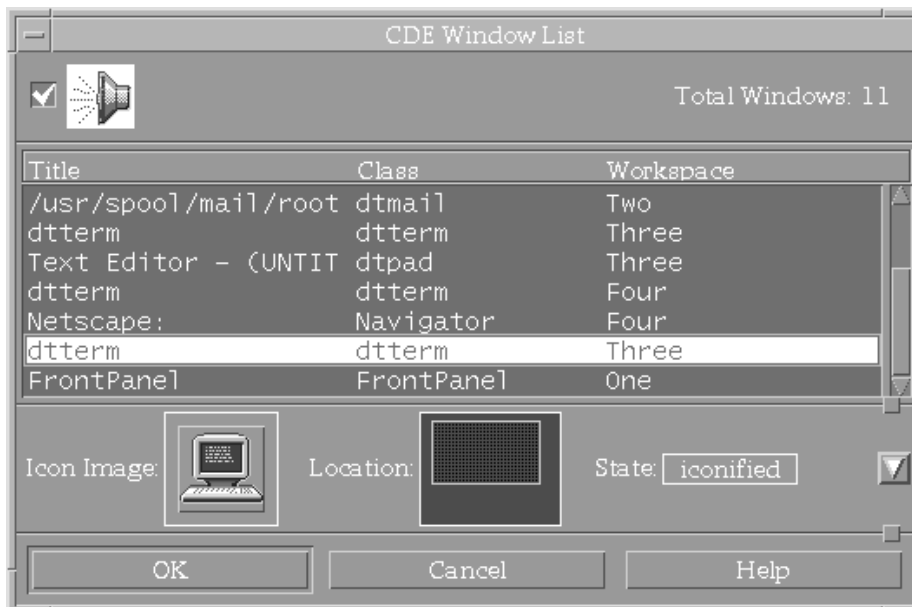 CDE Window List
Total Windows: 11
Title Class Workspace
/usr/spool/mail/root dtmail Two
dtterm dtterm Three
Text Editor – (UNTIT dtpad Three
dtterm dtterm Four
Netscape: Navigator Four
dtterm dtterm Three
FrontPanel FrontPanel One
Icon Image: Location: State: iconified
OK Cancel Help